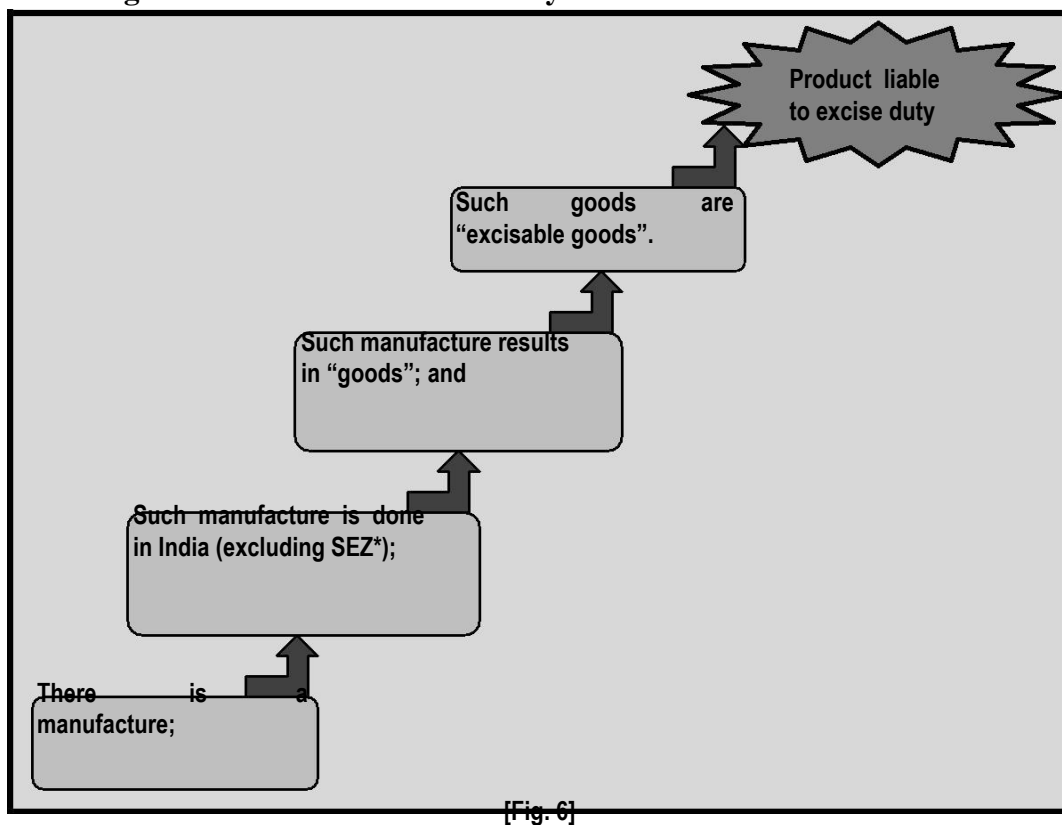 Product liable
to excise duty
Such goods are
“excisable goods”.
Such manufacture results
in “goods”; and
Such manufacture is done
in India (excluding SEZ*);
There is a
manufacture;
[Fig. 6]